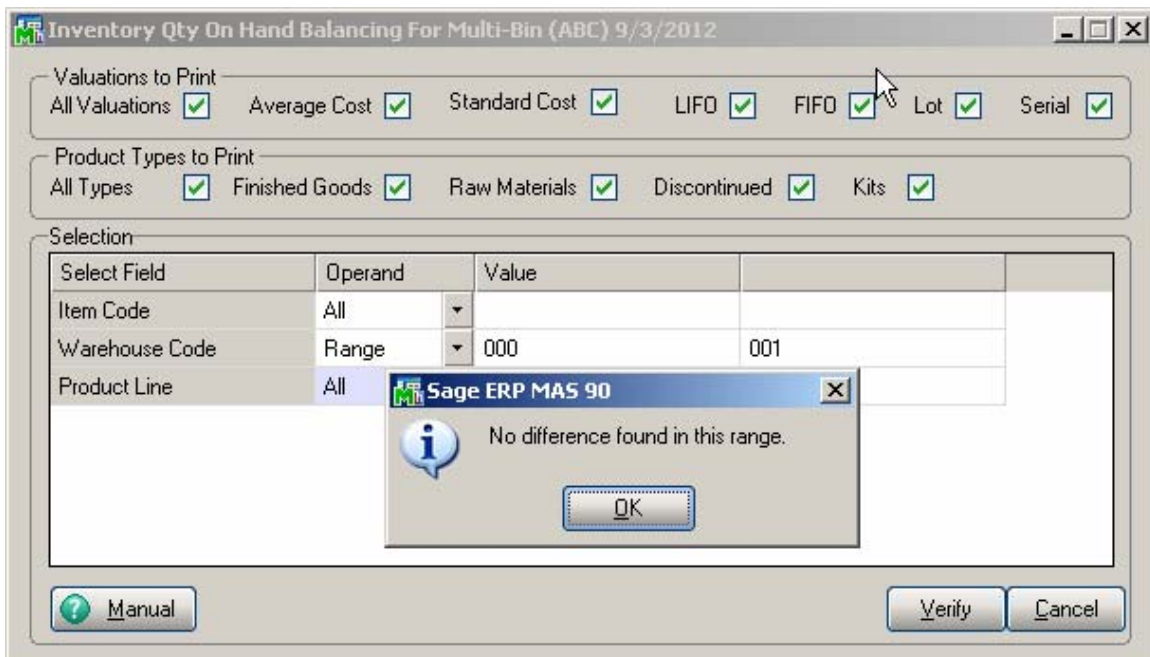 Inventory Qty On Hand Balancing For Multi-Bin (ABC) 9/3/2012
Valuations to Print
All Valuations Average Cost Standard Cost LIFO FIFO Lot Serial
Product Types to Print
All Types Finished Goods Raw Materials Discontinued Kits
Selection
Select Field Operand Value
Item Code All
Warehouse Code Range 000 001
Product Line All
Sage ERP MAS 90
No difference found in this range.
OK
Manual Verify Cancel